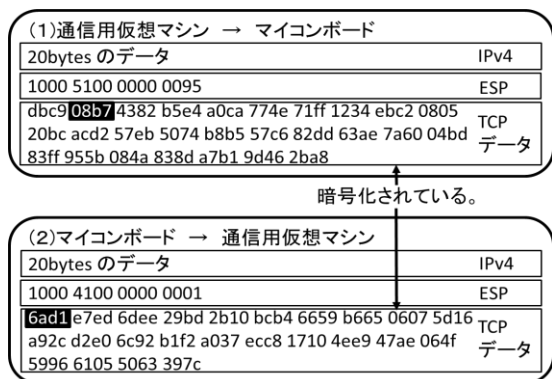 (1)通信用仮想マシン → マイコンボード
20bytes のデータ IPv4
1000 5100 0000 0095 ESP
dbc9 08b7 4382 b5e4 a0ca 774e 71ff 1234 ebc2 0805
20bc acd2 57eb 5074 b8b5 57c6 82dd 63ae 7a60 04bd
83ff 955b 084a 838d a7b1 9d46 2ba8
TCP
データ
暗号化されている。
(2)マイコンボード → 通信用仮想マシン
20bytes のデータ IPv4
1000 4100 0000 0001 ESP
6ad1 e7ed 6dee 29bd 2b10 bcb4 6659 b665 0607 5d16
a92c d2e0 6c92 b1f2 a037 ecc8 1710 4ee9 47ae 064f
5996 6105 5063 397c
TCP
データ